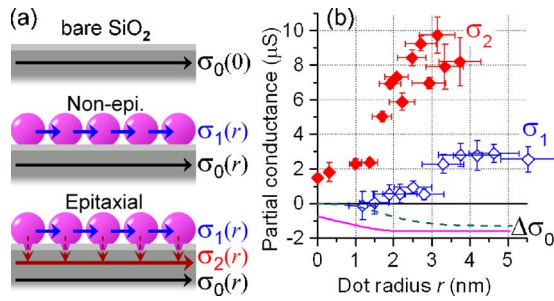 (a)
bare SiO₂
σ₀(0)
Non-epi.
σ₁(r)
σ₀(r)
Epitaxial
σ₁(r)
σ₂(r)
σ₀(r)
(b)
Partial conductance (μS)
10
8
6
4
2
0
-2
σ₂
σ₁
Δσ₀
0 1 2 3 4 5
Dot radius r (nm)